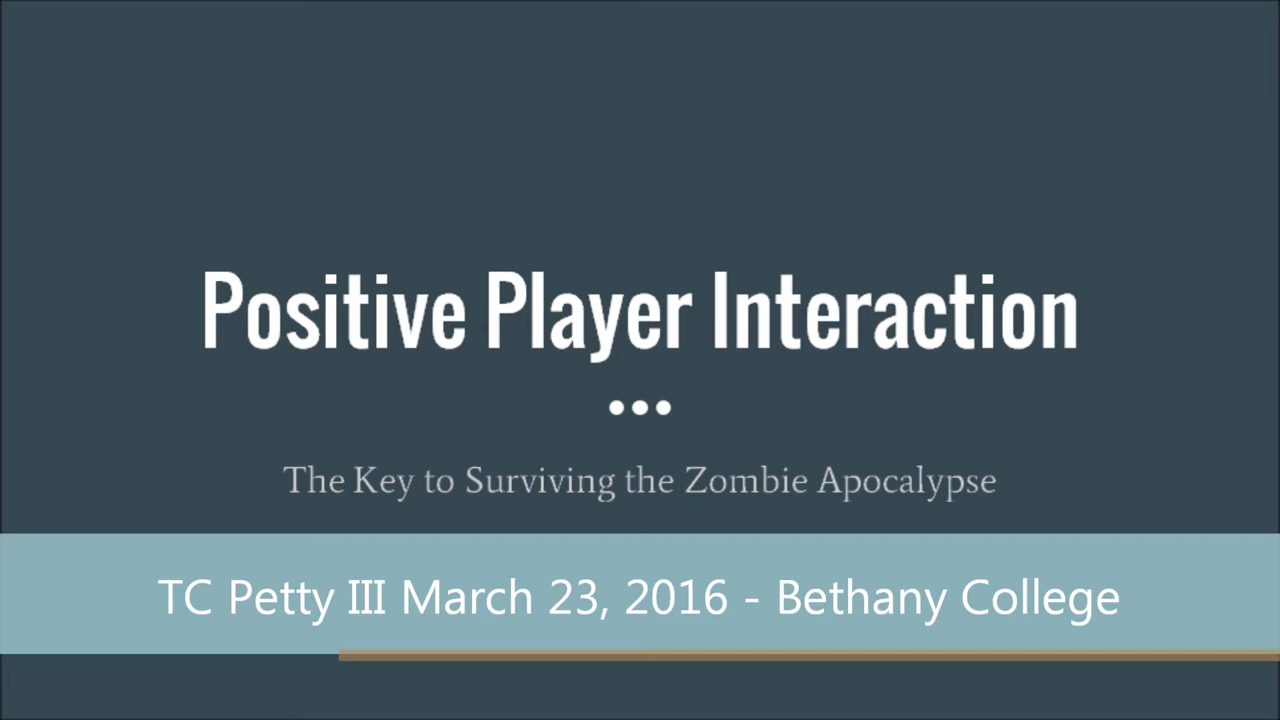 Positive Player Interaction
The Key to Surviving the Zombie Apocalypse
TC Petty III March 23, 2016 - Bethany College